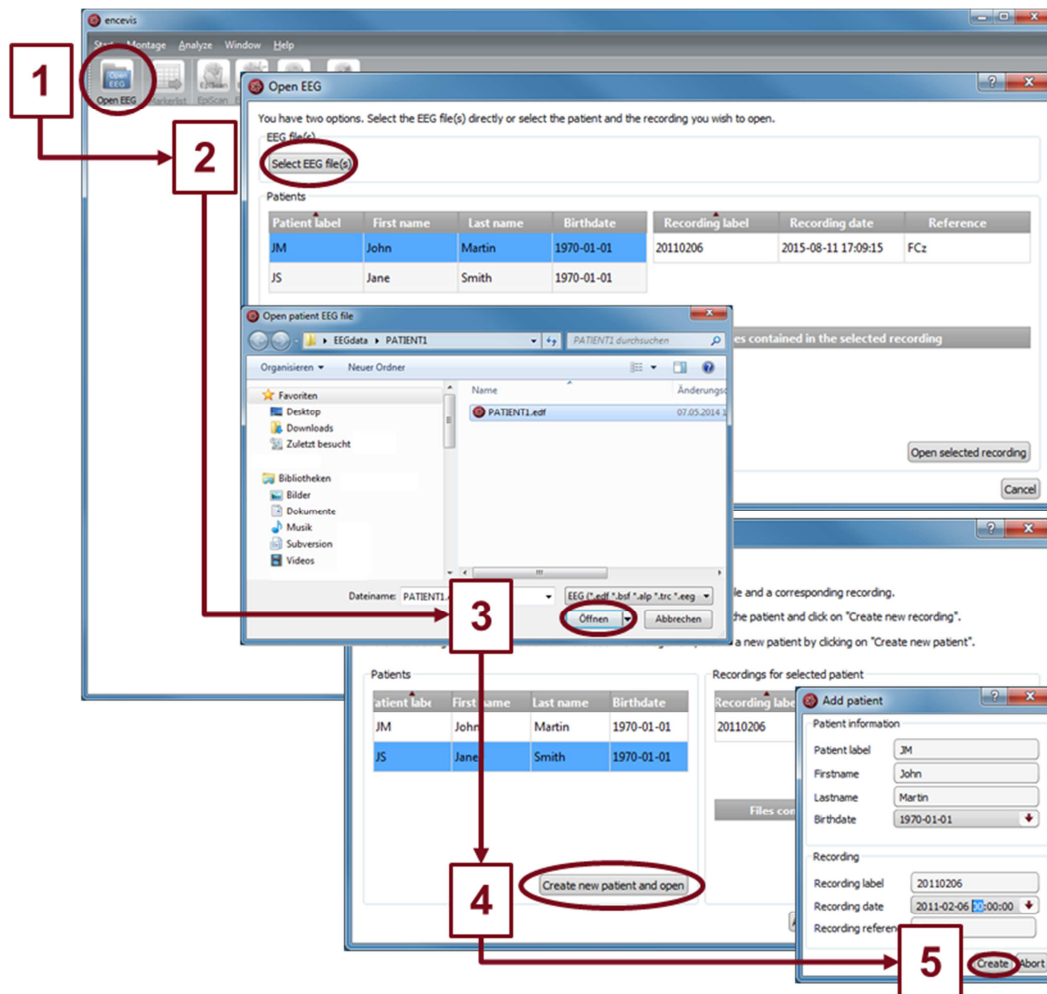 encevis
Start Montage Analyze Window Help
1
Open EEG
Open EEG Markerlist EpiScan
Open EEG
You have two options. Select the EEG file(s) directly or select the patient and the recording you wish to open.
EEG file(s)
2
Select EEG file(s)
Patients
Patient label First name Last name Birthdate Recording label Recording date Reference
JM John Martin 1970-01-01 20110206 2015-08-11 17:09:15 FCz
JS Jane Smith 1970-01-01
Open patient EEG file
EEGdata PATIENT1 PATIENT1 durchsuchen
contained in the selected recording
Organisieren Neuer Ordner
Name
Favoriten
Desktop PATIENT1.edf 07.05.2014 1
Downloads
Zuletzt besucht
Open selected recording
Bibliotheken
Bilder
Cancel
Dokumente
Musik
Subversion
Videos
Dateiname: PATIENT1. EEG (*.edf *.bsf *.alp *.trc *.eeg
le and a corresponding recording.
3
Öffnen Abbrechen
the patient and click on "Create new recording".
a new patient by clicking on "Create new patient".
Patients Recordings for selected patient
atient labe First name Last name Birthdate Recording labe
JM John Martin 1970-01-01 20110206
JS Jane Smith 1970-01-01
Files con
Add patient
Patient information
Patient label JM
Firstname John
Lastname Martin
Birthdate 1970-01-01
Recording
Recording label 20110206
Recording date 2011-02-06 00:00:00
Recording referen
4
Create new patient and open
5
Create Abort